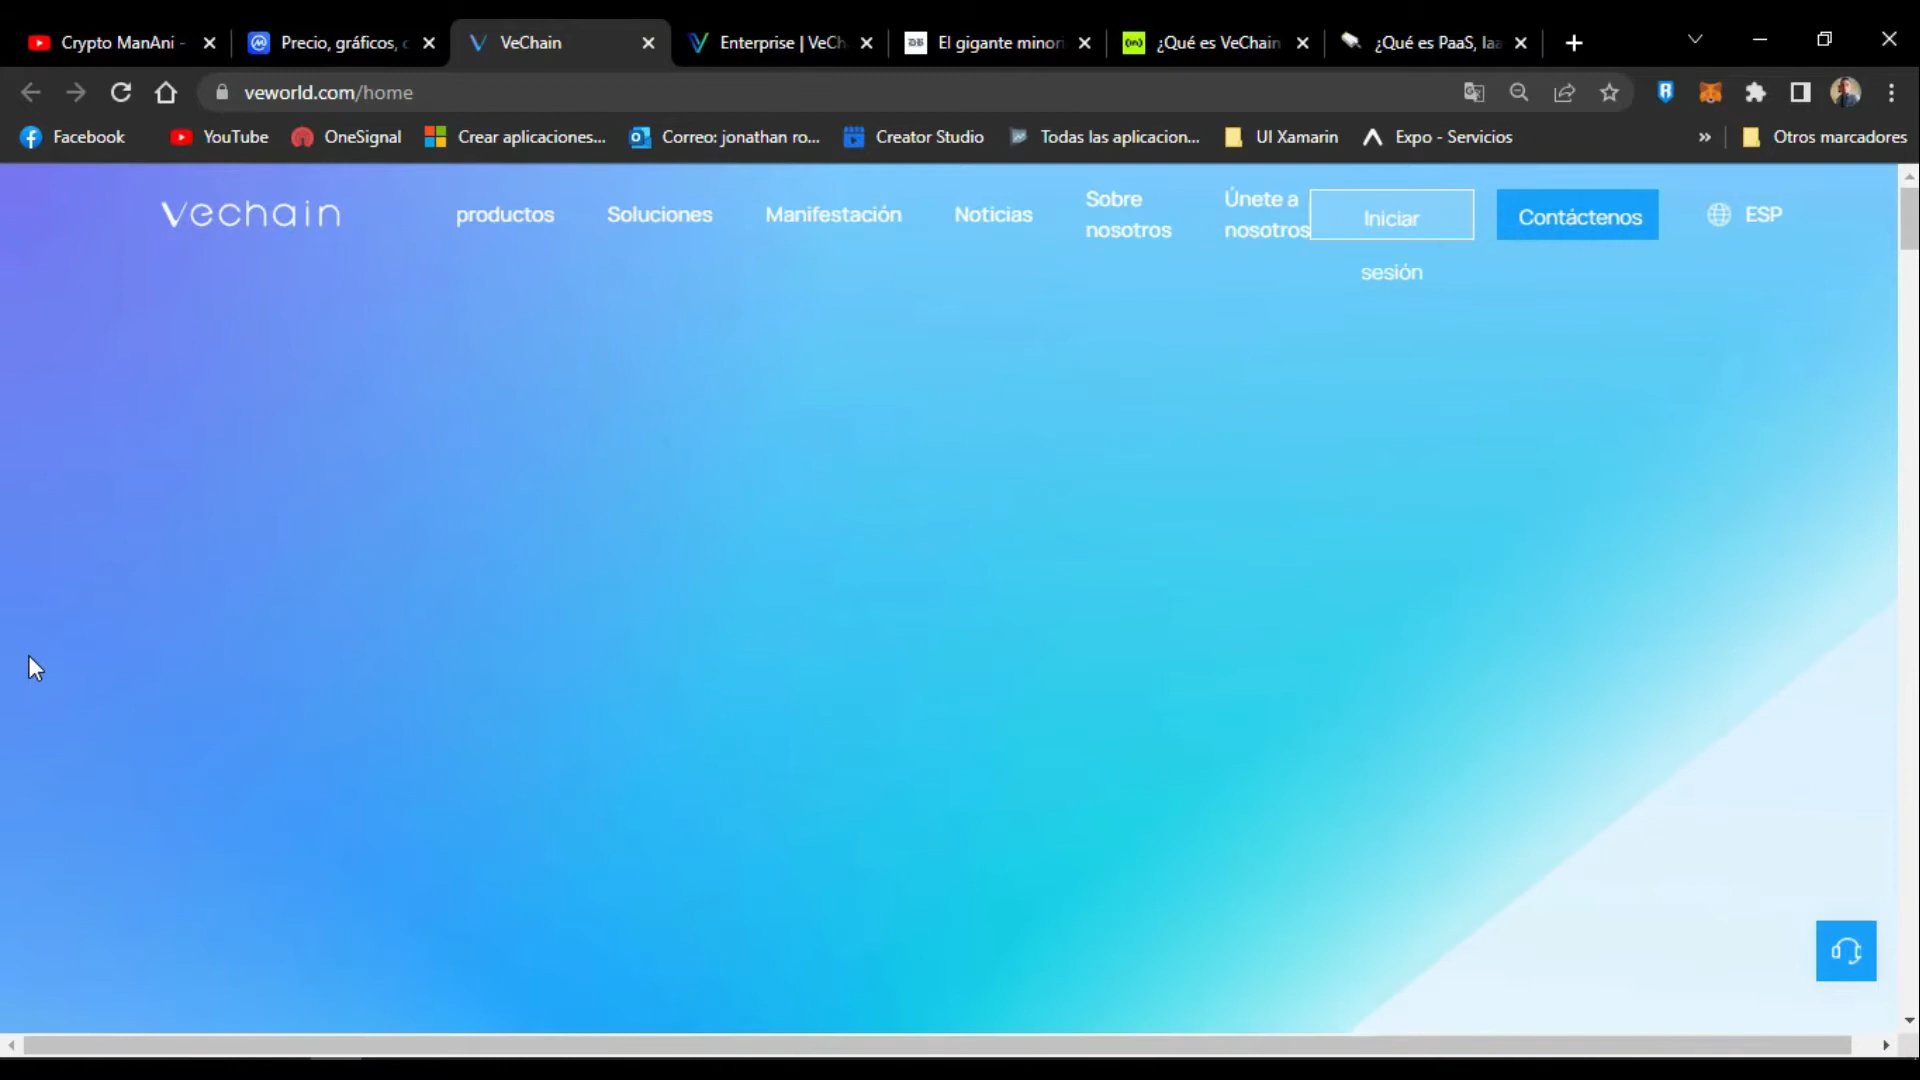 Crypto ManAni -
Precio, gráficos, c
VeChain
Enterprise | VeCh
El gigante minori
¿Qué es VeChain
¿Qué es PaaS, Iaa
veworld.com/home
Facebook
YouTube
OneSignal
Crear aplicaciones...
Correo: jonathan ro...
Creator Studio
Todas las aplicacion...
UI Xamarin
Expo - Servicios
»
Otros marcadores
vechain
productos
Soluciones
Manifestación
Noticias
Sobre
nosotros
Únete a
nosotros
Iniciar
sesión
Contáctenos
ESP